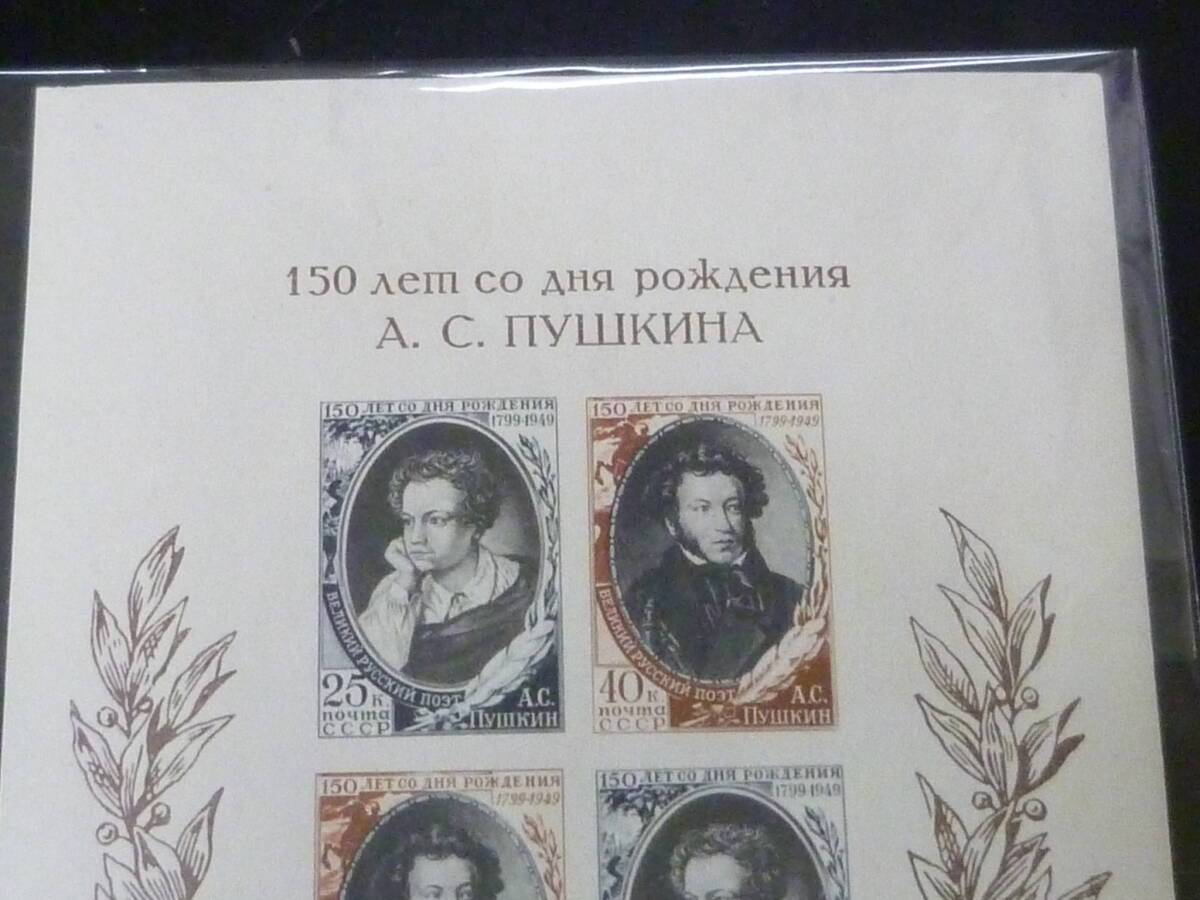 150 лет со дня рождения
А. С. ПУШКИНА
150 ЛЕТ СО ДНЯ РОЖДЕНИЯ
1799-1949
ВЕЛИКИЙ РУССКИЙ ПОЭТ
25 к.
почта
СССР
А.С.
ПУШКИН
150 ЛЕТ СО ДНЯ РОЖДЕНИЯ
1799-1949
ВЕЛИКИЙ РУССКИЙ ПОЭТ
40 к.
почта
СССР
А.С.
ПУШКИН
150 ЛЕТ СО ДНЯ РОЖДЕНИЯ
1799-1949
150 ЛЕТ СО ДНЯ РОЖДЕНИЯ
1799-1949